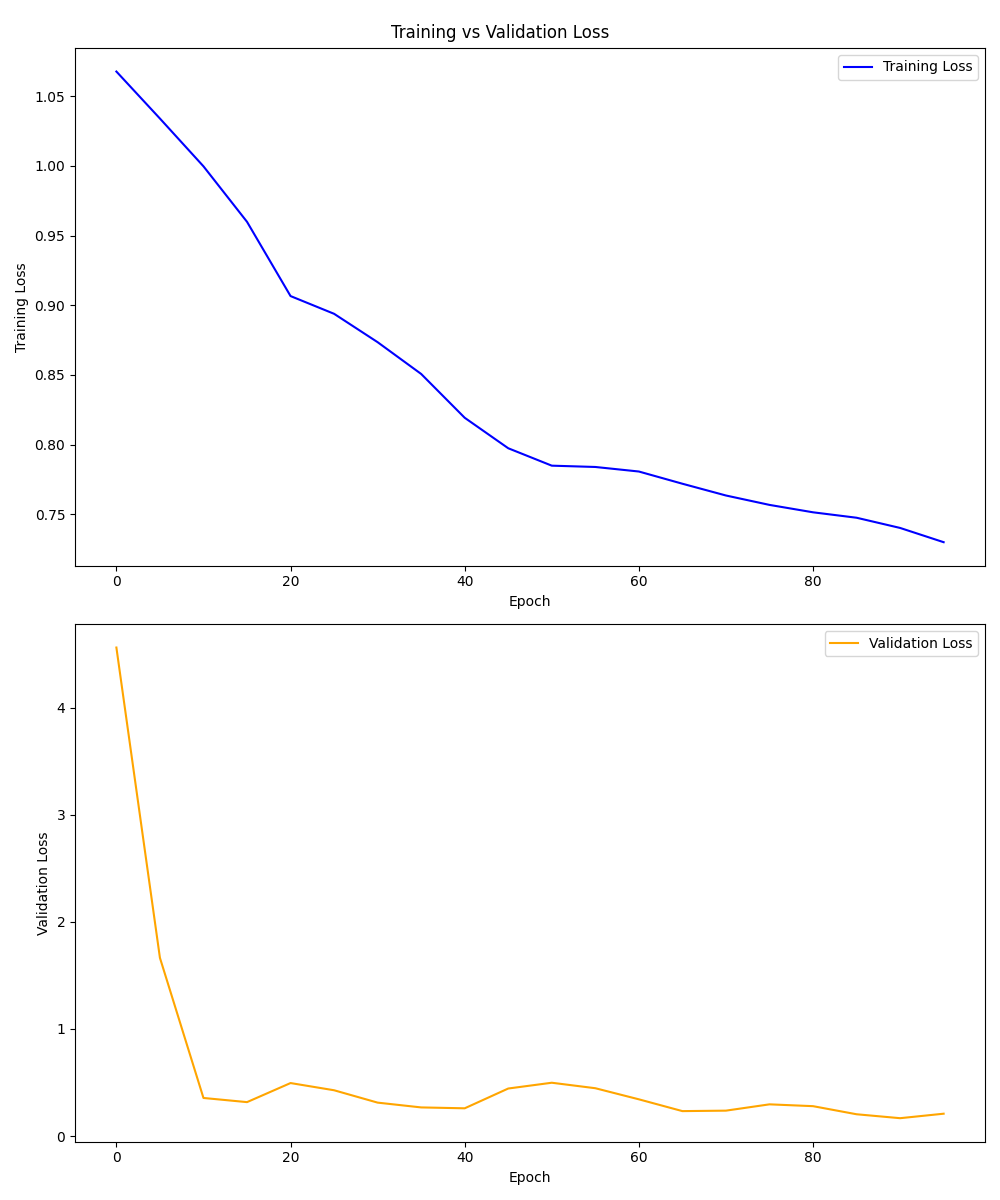 Training vs Validation Loss
Training Loss
1.05
1.00
0.95
0.90
0.85
0.80
0.75
Training Loss
0 20 40 60 80
Epoch
Validation Loss
4
3
2
1
0
Validation Loss
0 20 40 60 80
Epoch